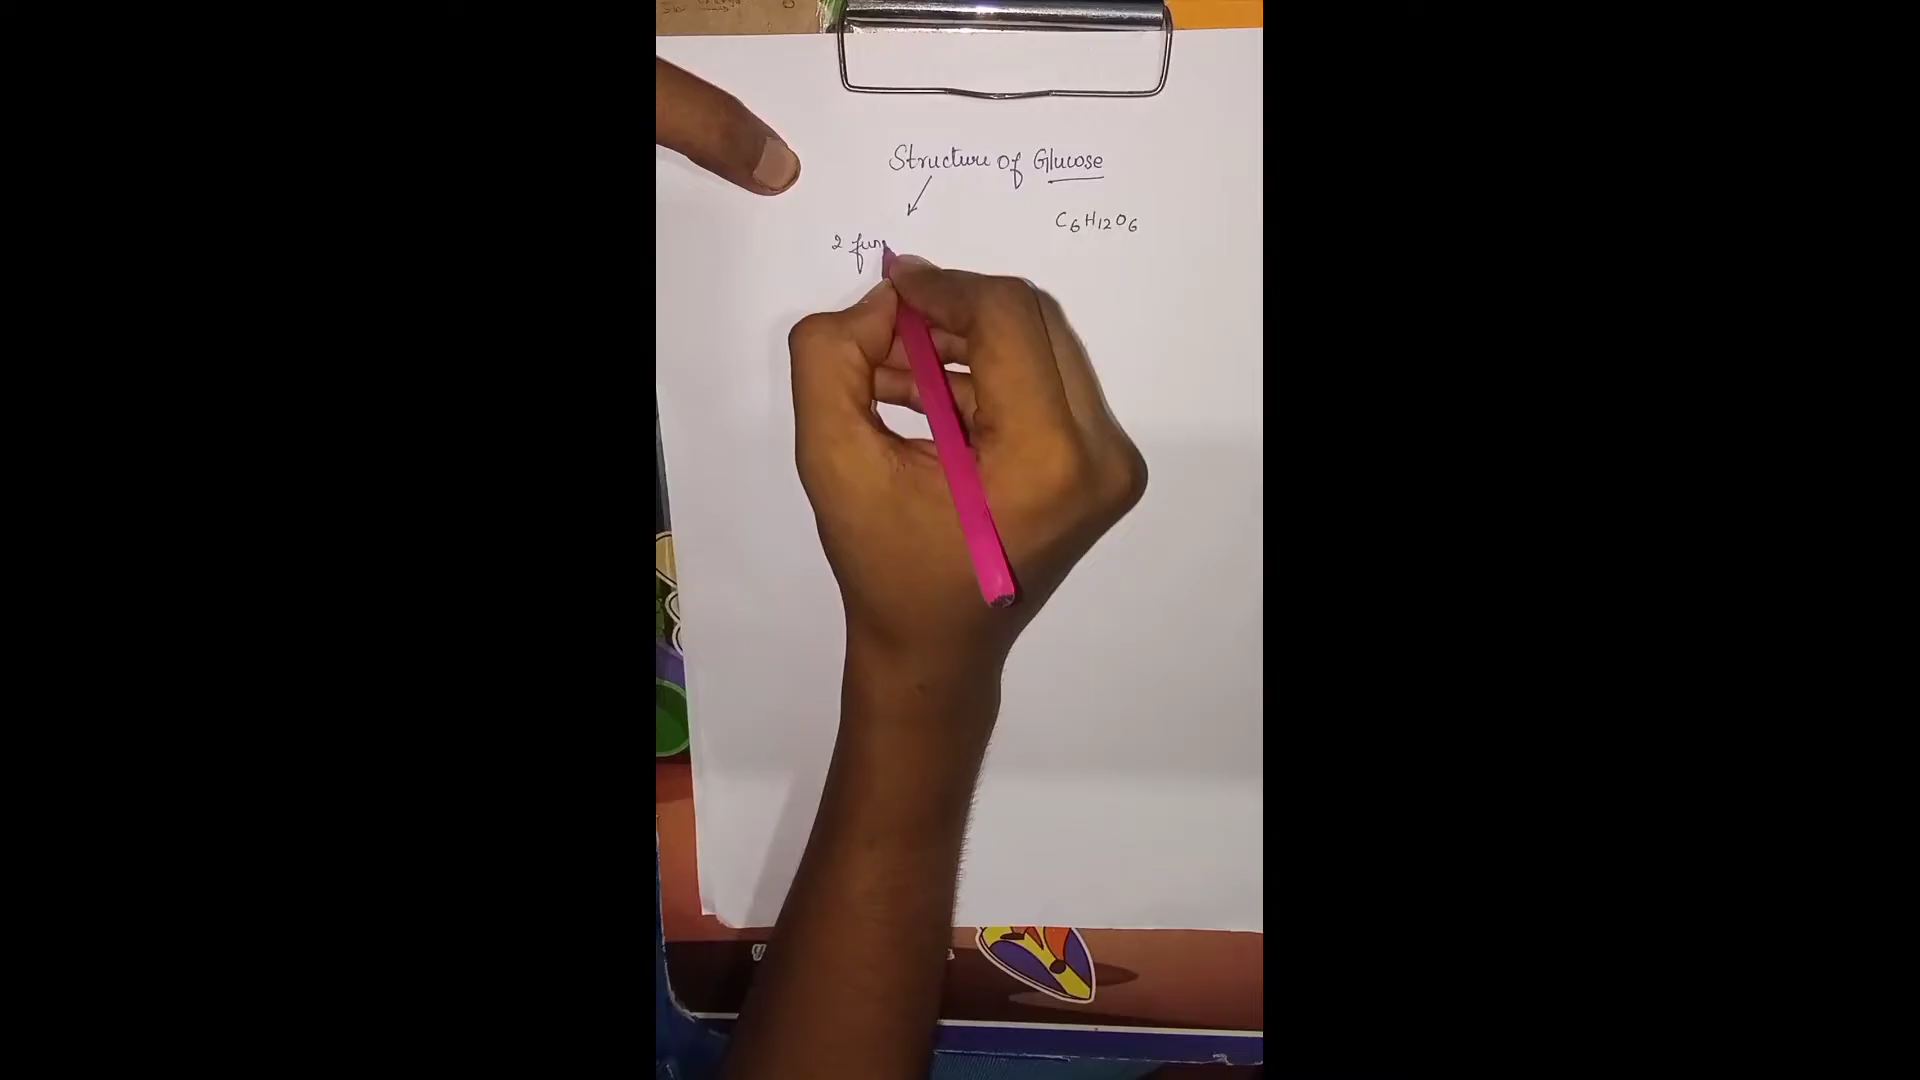 Structure of Glucose
C6H12O6
2 fun